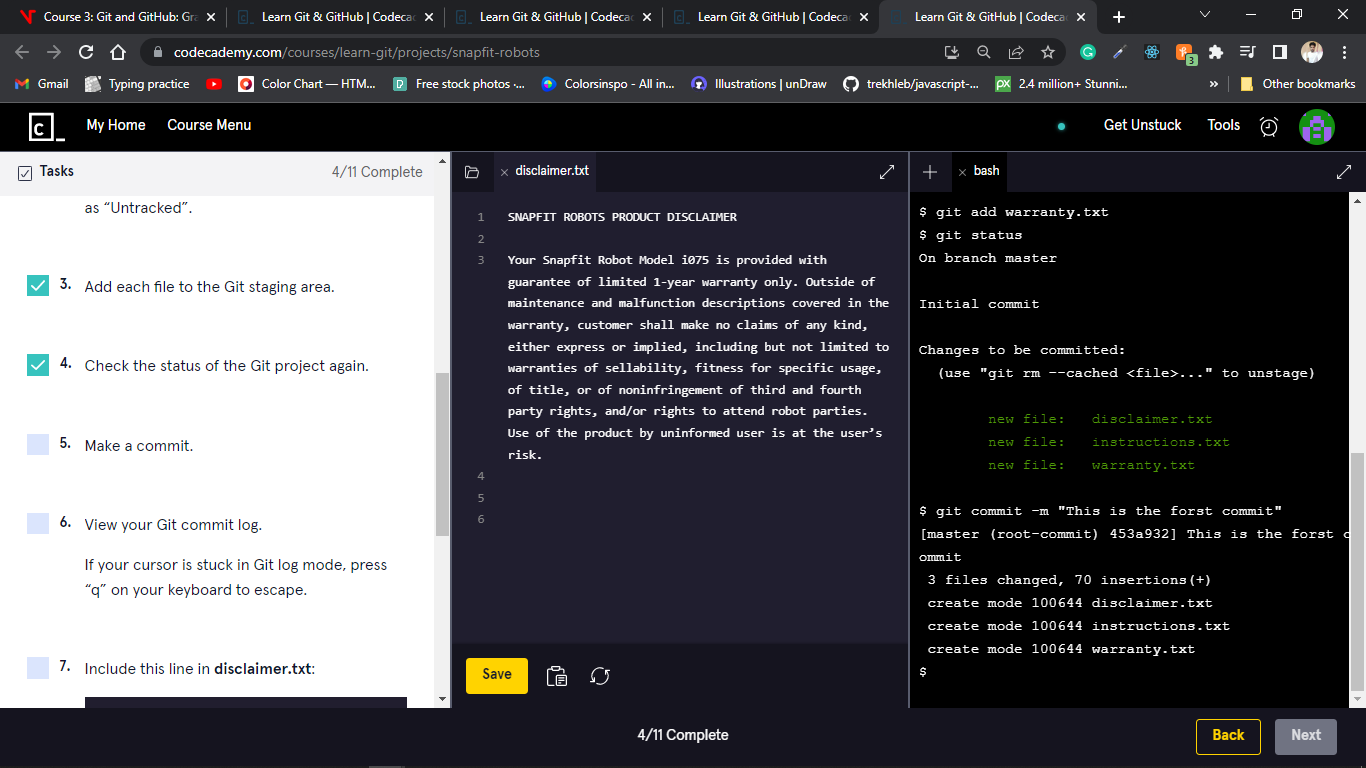 Course 3: Git and GitHub: Gra
Learn Git & GitHub | Codecac
Learn Git & GitHub | Codecac
Learn Git & GitHub | Codecac
Learn Git & GitHub | Codecac
codecademy.com/courses/learn-git/projects/snapfit-robots
3
Gmail
Typing practice
Color Chart — HTM...
Free stock photos ·...
Colorsinspo - All in...
Illustrations | unDraw
trekhleb/javascript-...
2.4 million+ Stunni...
»
Other bookmarks
c_
My Home
Course Menu
Get Unstuck
Tools
Tasks
4/11 Complete
as “Untracked”.
3. Add each file to the Git staging area.
4. Check the status of the Git project again.
5. Make a commit.
6. View your Git commit log.
If your cursor is stuck in Git log mode, press
“q” on your keyboard to escape.
7. Include this line in disclaimer.txt:
disclaimer.txt
1 SNAPFIT ROBOTS PRODUCT DISCLAIMER
2
3 Your Snapfit Robot Model i075 is provided with
guarantee of limited 1-year warranty only. Outside of
maintenance and malfunction descriptions covered in the
warranty, customer shall make no claims of any kind,
either express or implied, including but not limited to
warranties of sellability, fitness for specific usage,
of title, or of noninfringement of third and fourth
party rights, and/or rights to attend robot parties.
Use of the product by uninformed user is at the user’s
risk.
4
5
6
Save
bash
$ git add warranty.txt
$ git status
On branch master
Initial commit
Changes to be committed:
(use "git rm --cached <file>..." to unstage)
new file: disclaimer.txt
new file: instructions.txt
new file: warranty.txt
$ git commit -m "This is the forst commit"
[master (root-commit) 453a932] This is the forst c
ommit
3 files changed, 70 insertions(+)
create mode 100644 disclaimer.txt
create mode 100644 instructions.txt
create mode 100644 warranty.txt
$
4/11 Complete
Back
Next